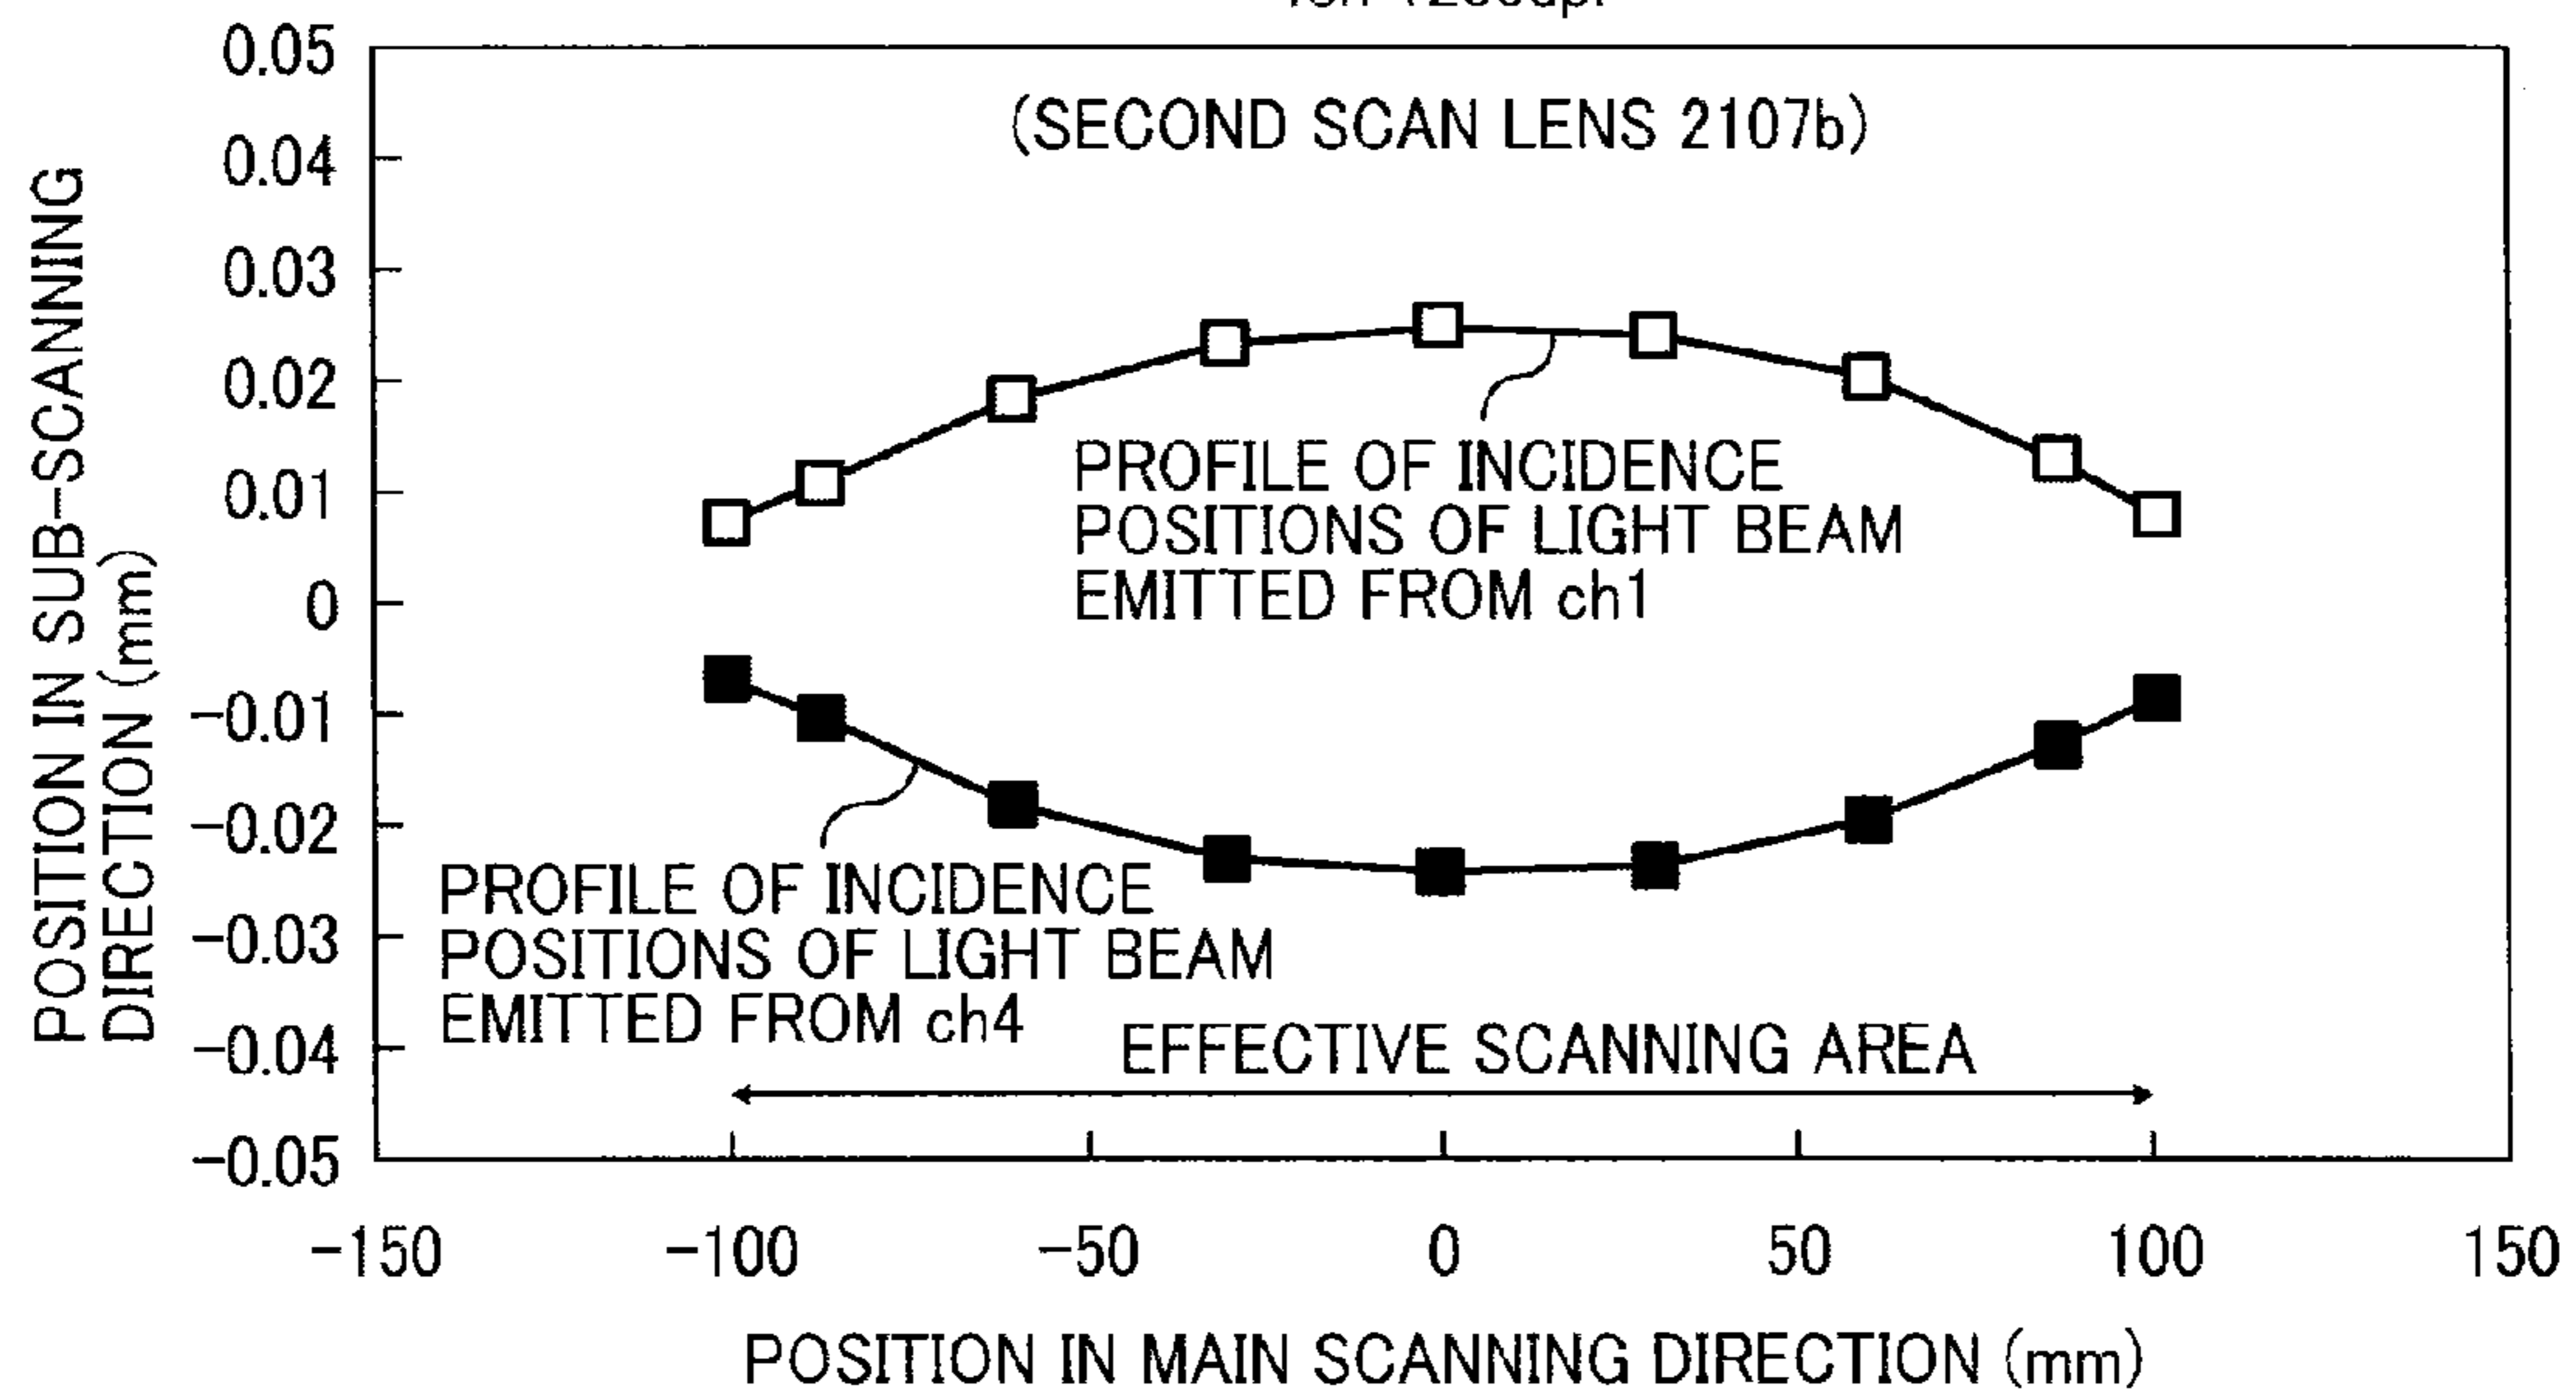 0.05
0.04
0.03
0.02
0.01
0
-0.01
-0.02
-0.03
-0.04
-0.05
POSITION IN SUB-SCANNING
DIRECTION (mm)
(SECOND SCAN LENS 2107b)
PROFILE OF INCIDENCE
POSITIONS OF LIGHT BEAM
EMITTED FROM ch1
PROFILE OF INCIDENCE
POSITIONS OF LIGHT BEAM
EMITTED FROM ch4
EFFECTIVE SCANNING AREA
-150 -100 -50 0 50 100 150
POSITION IN MAIN SCANNING DIRECTION (mm)